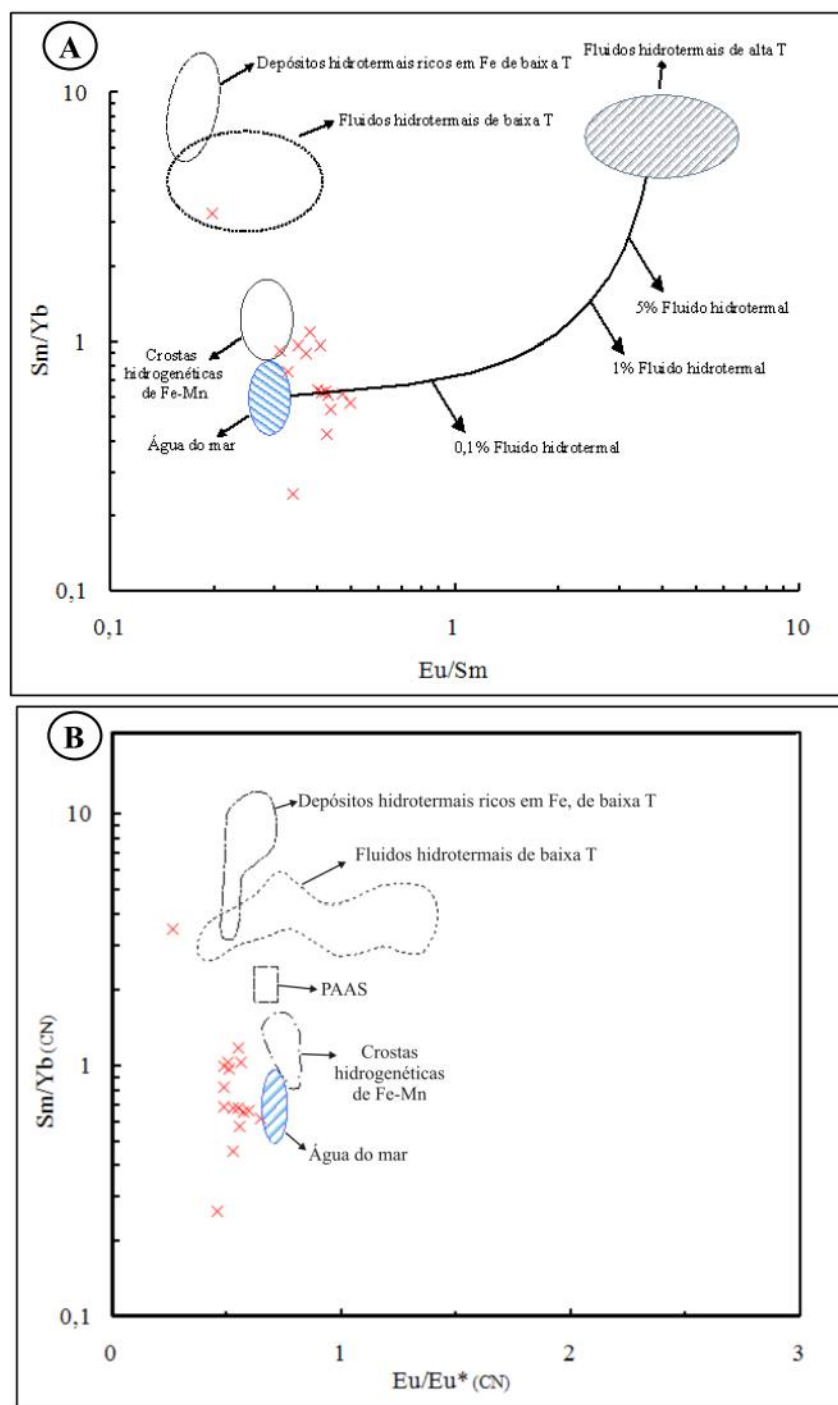 A
Depósitos hidrotermais ricos em Fe de baixa T
Fluidos hidrotermais de alta T
Fluidos hidrotermais de baixa T
Crostas
hidrogenéticas
de Fe-Mn
Água do mar
5% Fluido hidrotermal
1% Fluido hidrotermal
0,1% Fluido hidrotermal
Sm/Yb
10
1
0,1
0,1
1
10
Eu/Sm
B
Depósitos hidrotermais ricos em Fe, de baixa T
Fluidos hidrotermais de baixa T
PAAS
Crostas
hidrogenéticas
de Fe-Mn
Água do mar
Sm/Yb (CN)
10
1
0,1
0
1
2
3
Eu/Eu* (CN)